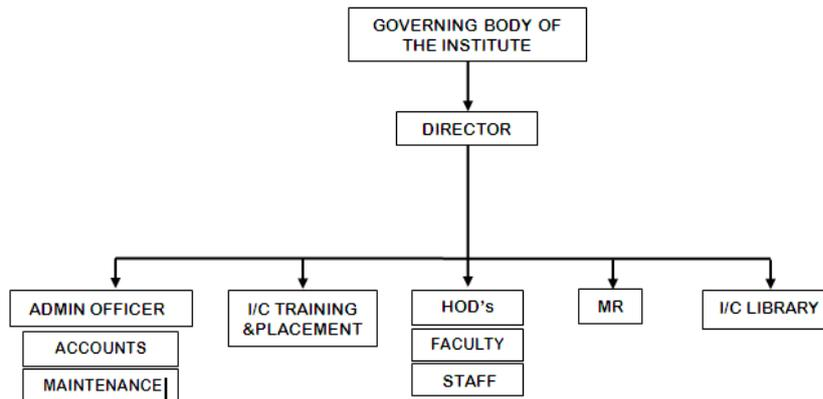 GOVERNING BODY OF
THE INSTITUTE
DIRECTOR
ADMIN OFFICER
ACCOUNTS
MAINTENANCE
I/C TRAINING
&PLACEMENT
HOD's
FACULTY
STAFF
MR
I/C LIBRARY